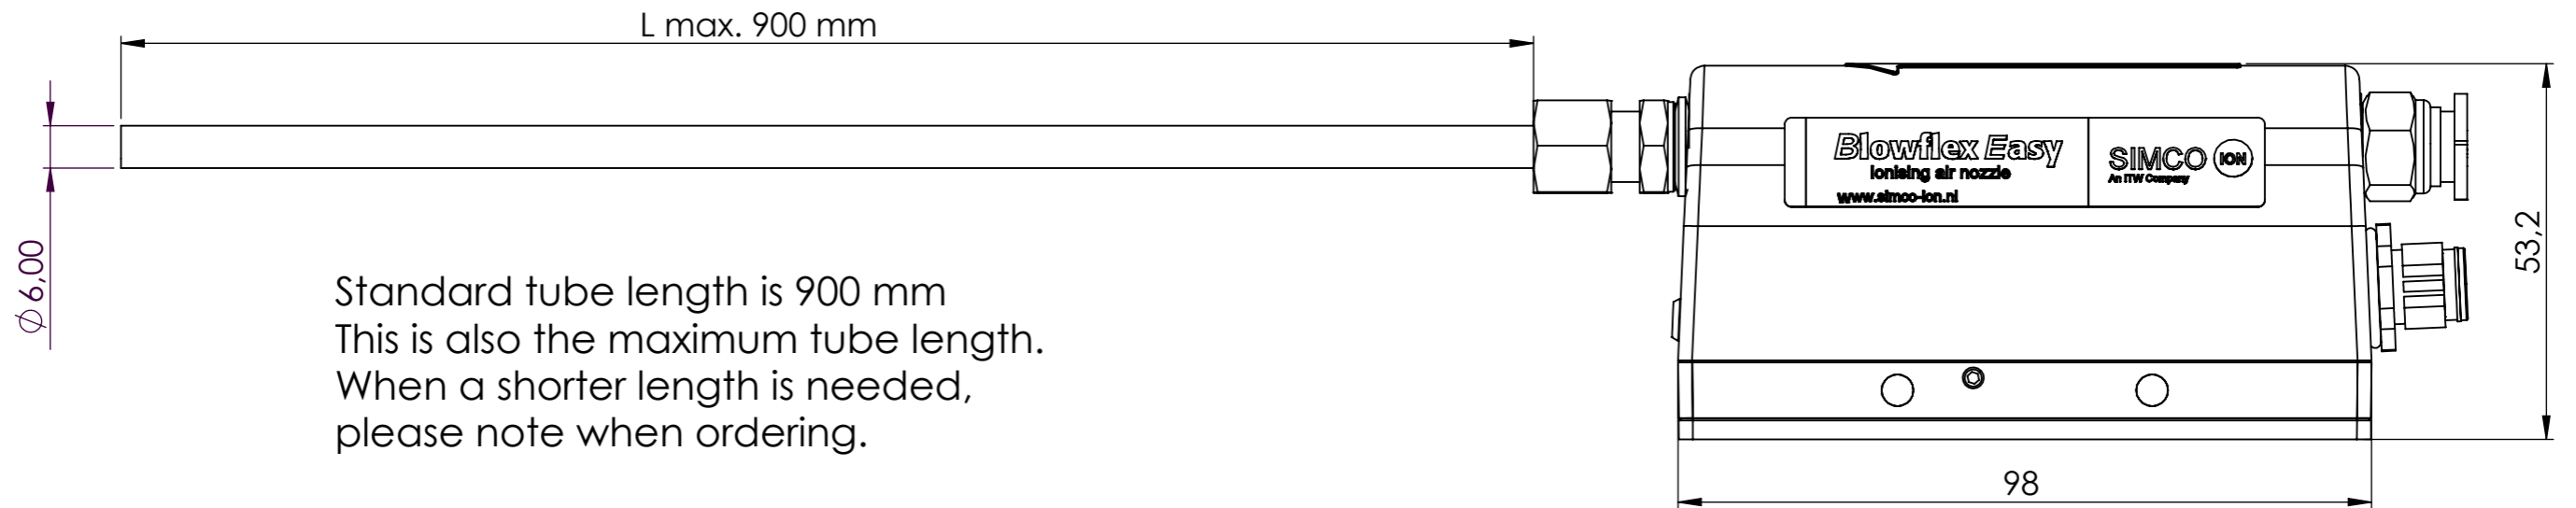 L max. 900 mm
Ø 6,00
Standard tube length is 900 mm
This is also the maximum tube length.
When a shorter length is needed,
please note when ordering.
Blowflex Easy
Ionising air nozzle
www.simco-ion.nl
SIMCO ION
An ITW Company
53,2
98